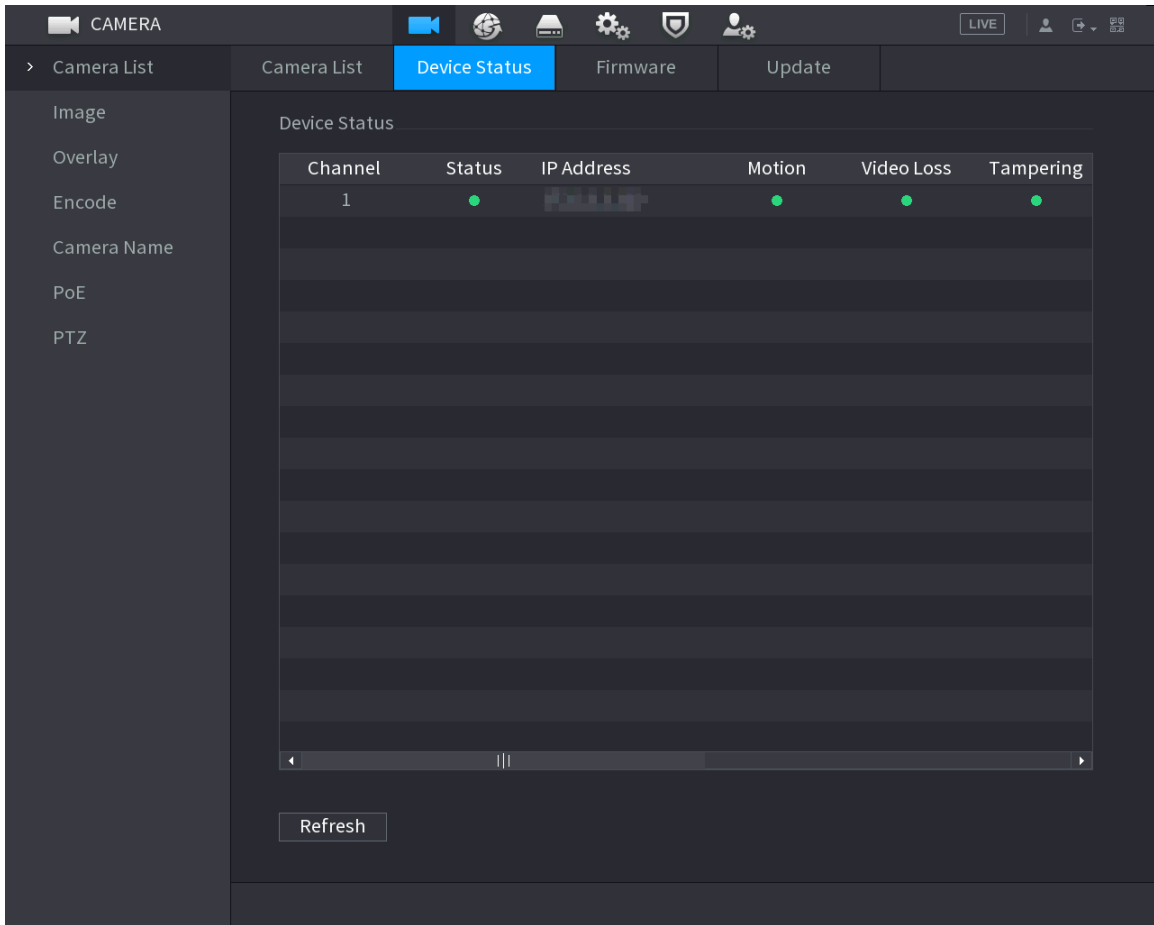 CAMERA LIVE
Camera List Camera List Device Status Firmware Update
Image
Device Status
Overlay
Channel Status IP Address Motion Video Loss Tampering
1
Encode
Camera Name
PoE
PTZ
Refresh